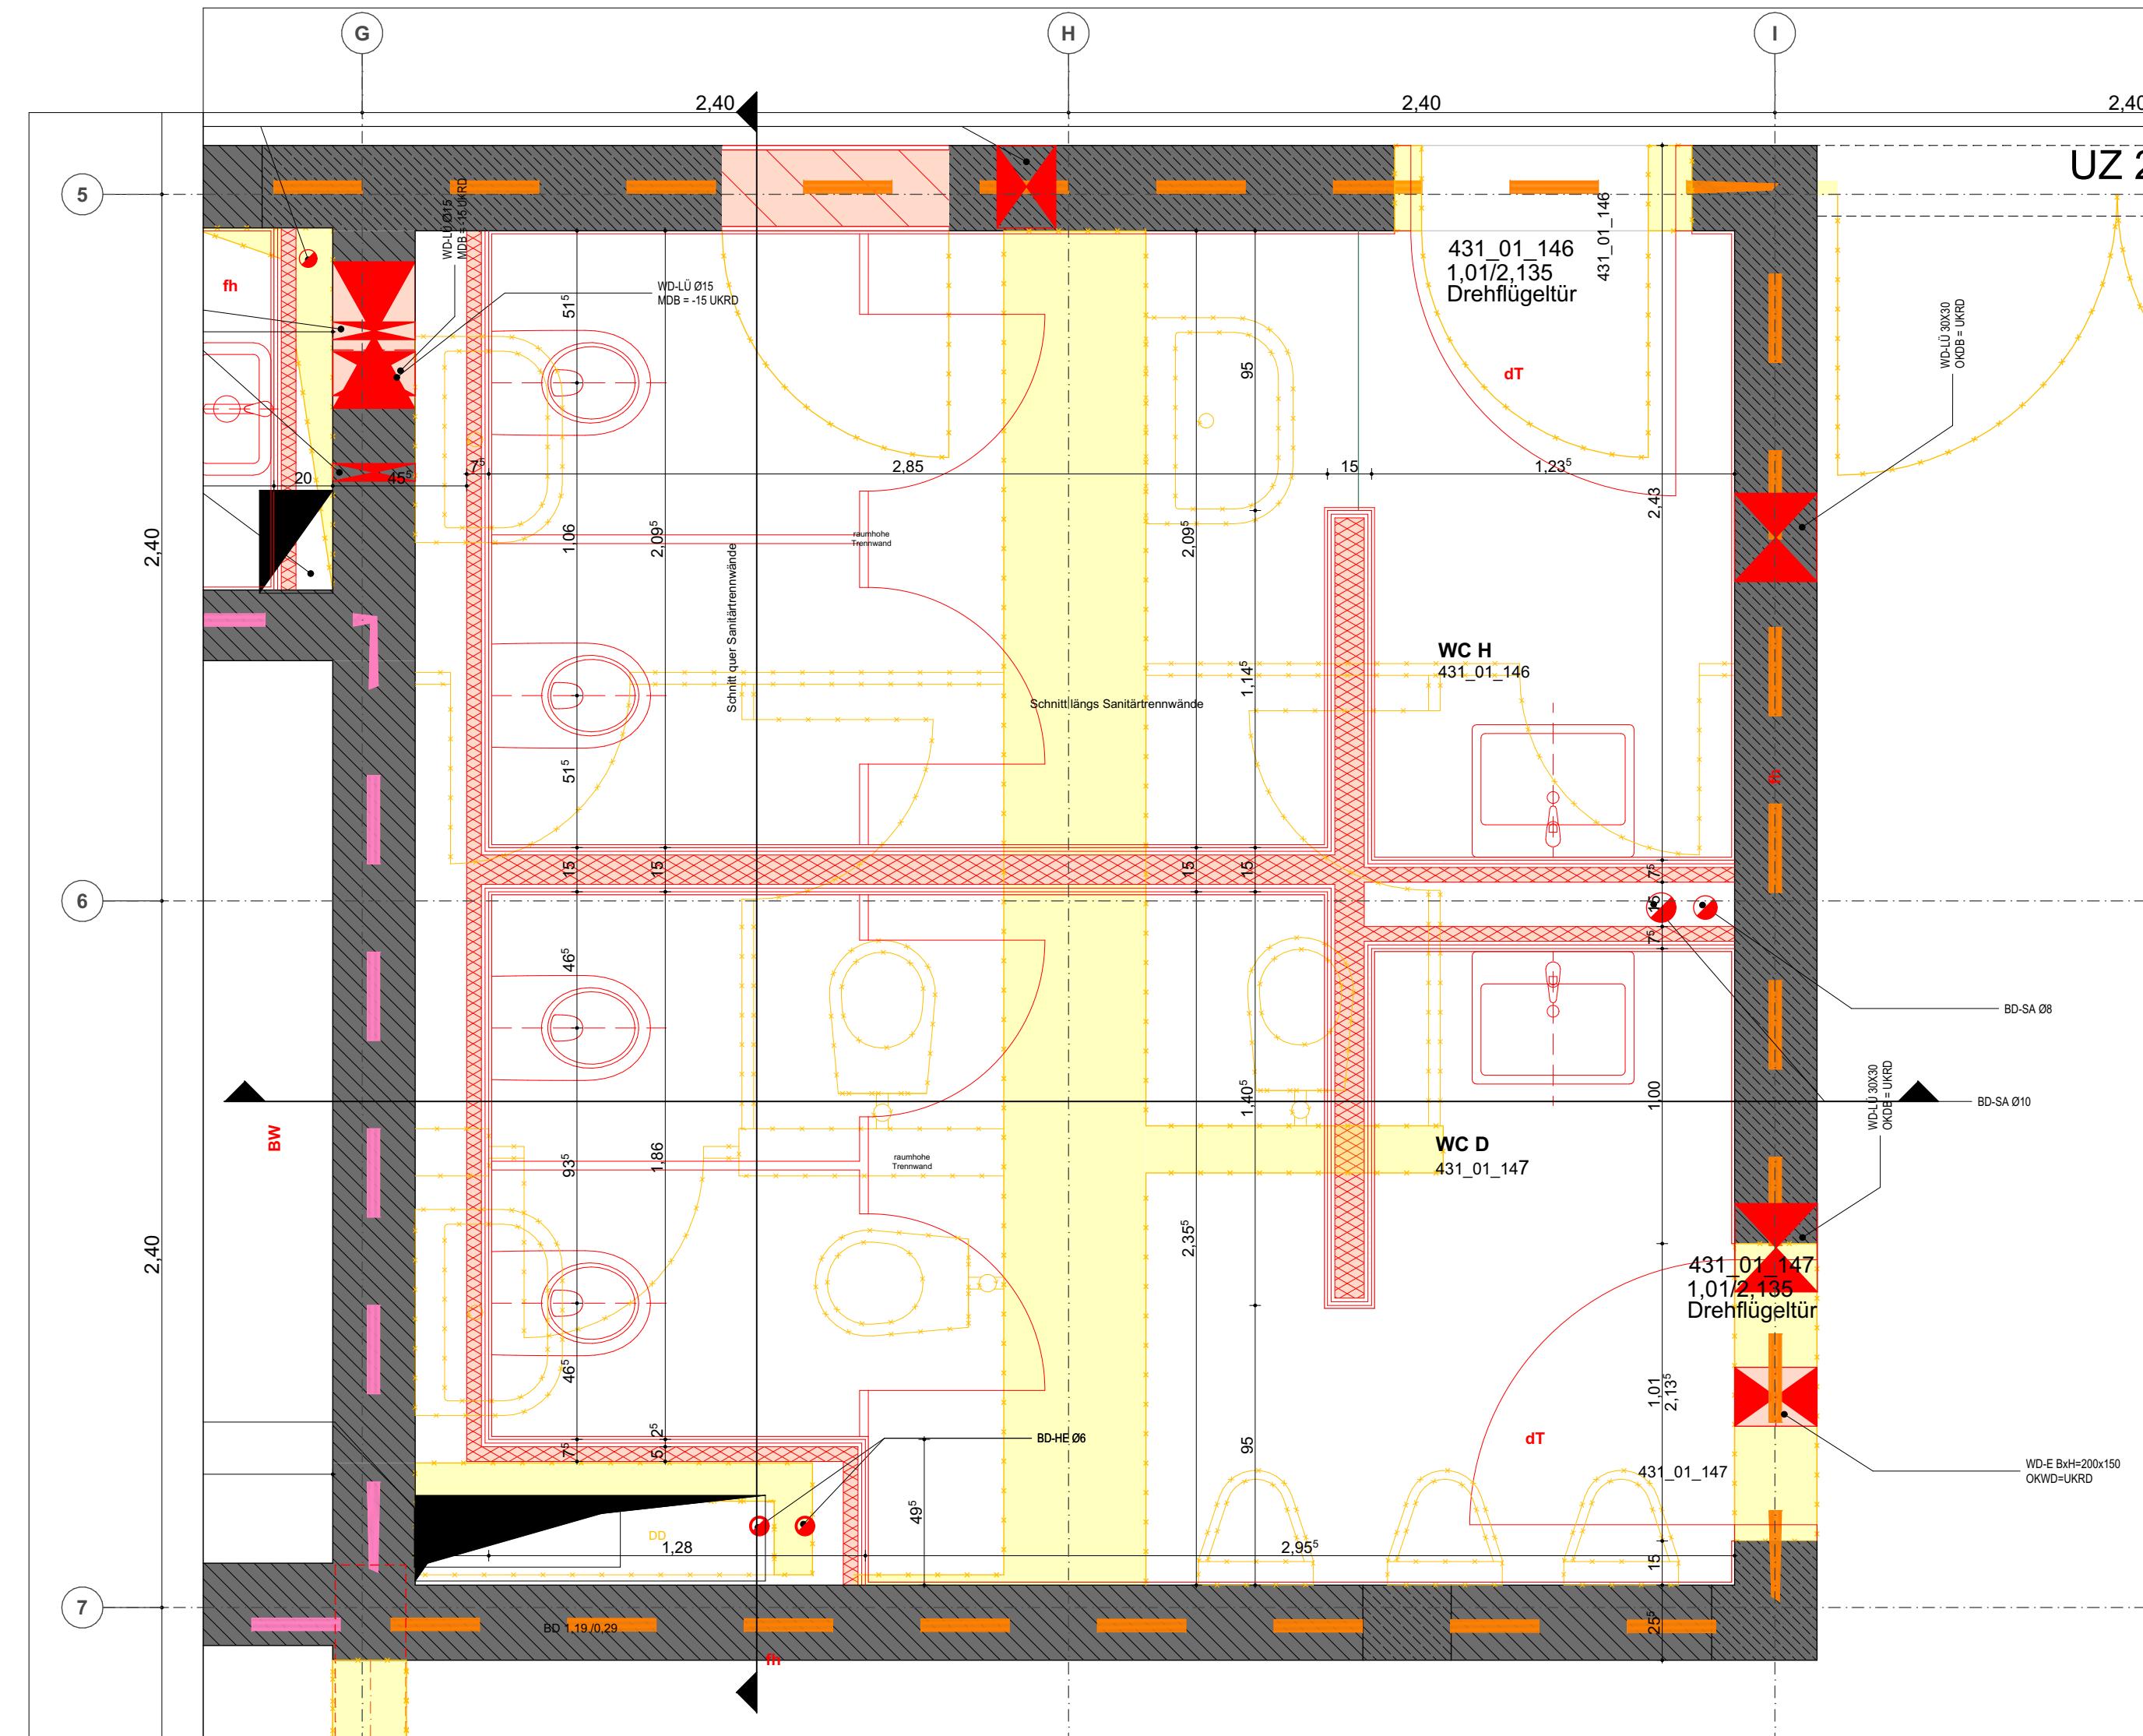 G
H
I
2,40
2,40
2,40
5
UZ 2
WD-LÜ Ø15
MDB = -15 UKRD
WD-LÜ Ø15
MDB = -15 UKRD
fh
51⁵
431_01_146
1,01/2,135
Drehflügeltür
431_01_146
WD-LÜ 30X30
OKDB = UKRD
95
dT
20
45⁵
7⁵
2,85
15
1,23⁵
2,43
2,40
1,06
2,09⁵
raumhohe
Trennwand
2,09⁵
Schnitt quer Sanitärtrennwände
WC H
431_01_146
1,14⁵
Schnitt längs Sanitärtrennwände
51⁵
fh
15
15
15
15
7⁵
6
15
7⁵
46⁵
BD-SA Ø8
WD-LÜ 30X30
OKDB = UKRD
BD-SA Ø10
1,40⁵
1,00
BW
93⁵
1,86
raumhohe
Trennwand
WC D
431_01_147
2,40
2,35⁵
431_01_147
1,01/2,135
Drehflügeltür
46⁵
1,01
2,13⁵
7⁵
5
2⁵
BD-HE Ø6
95
dT
431_01_147
WD-E BxH=200x150
OKWD=UKRD
49⁵
DD
1,28
2,95⁵
15
7
BD 1,19 /0,29
25⁵
fh